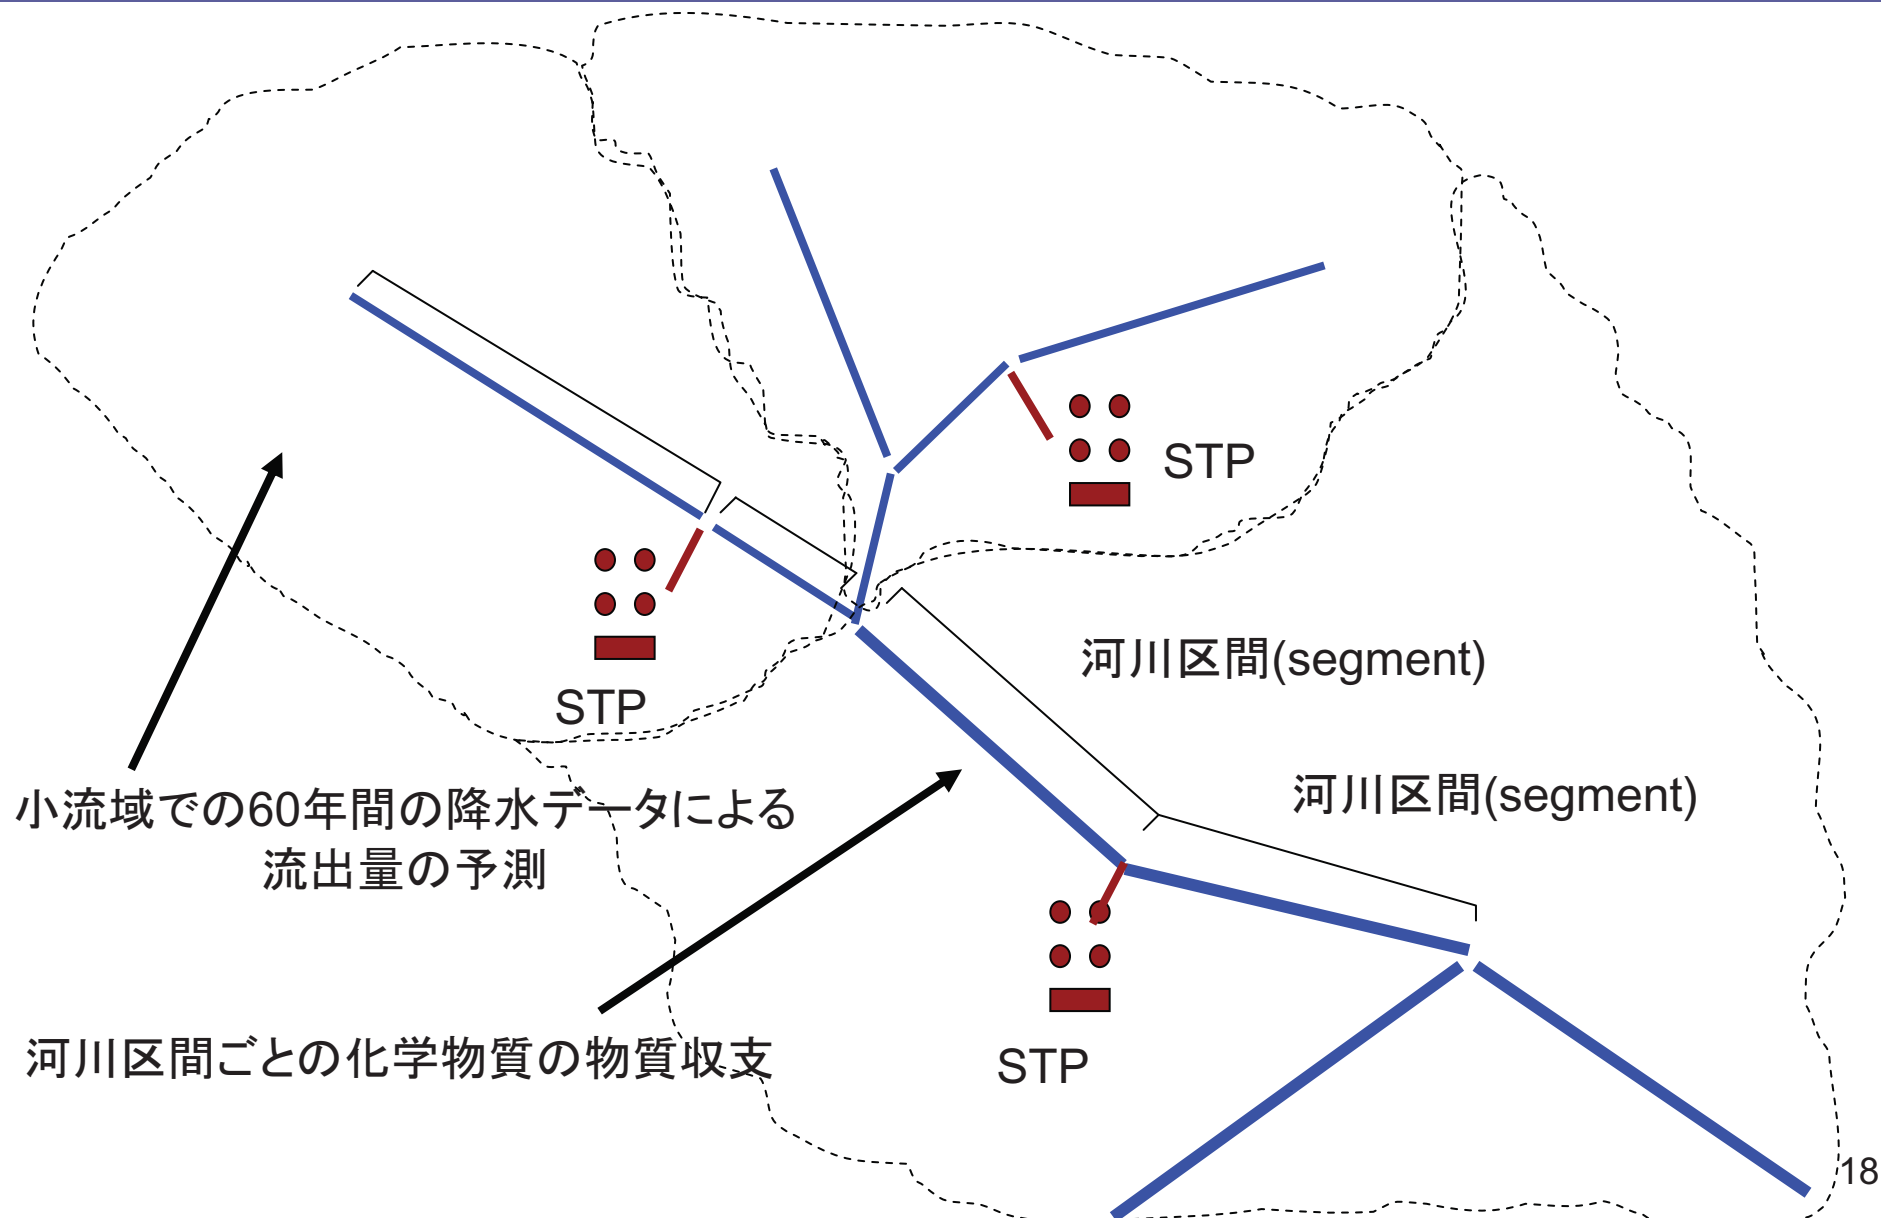 STP
STP
河川区間(segment)
河川区間(segment)
小流域での60年間の降水データによる
流出量の予測
河川区間ごとの化学物質の物質収支
STP
18